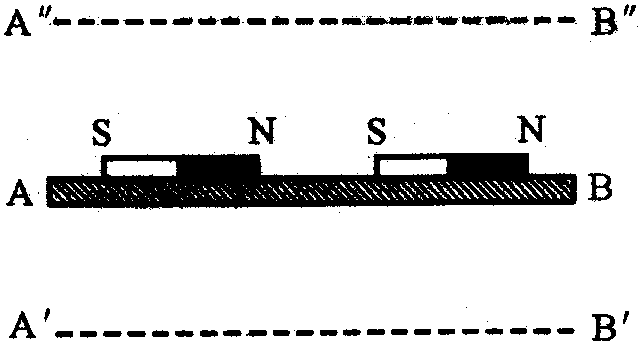 A″ B″
S N S N
A B
A′ B′